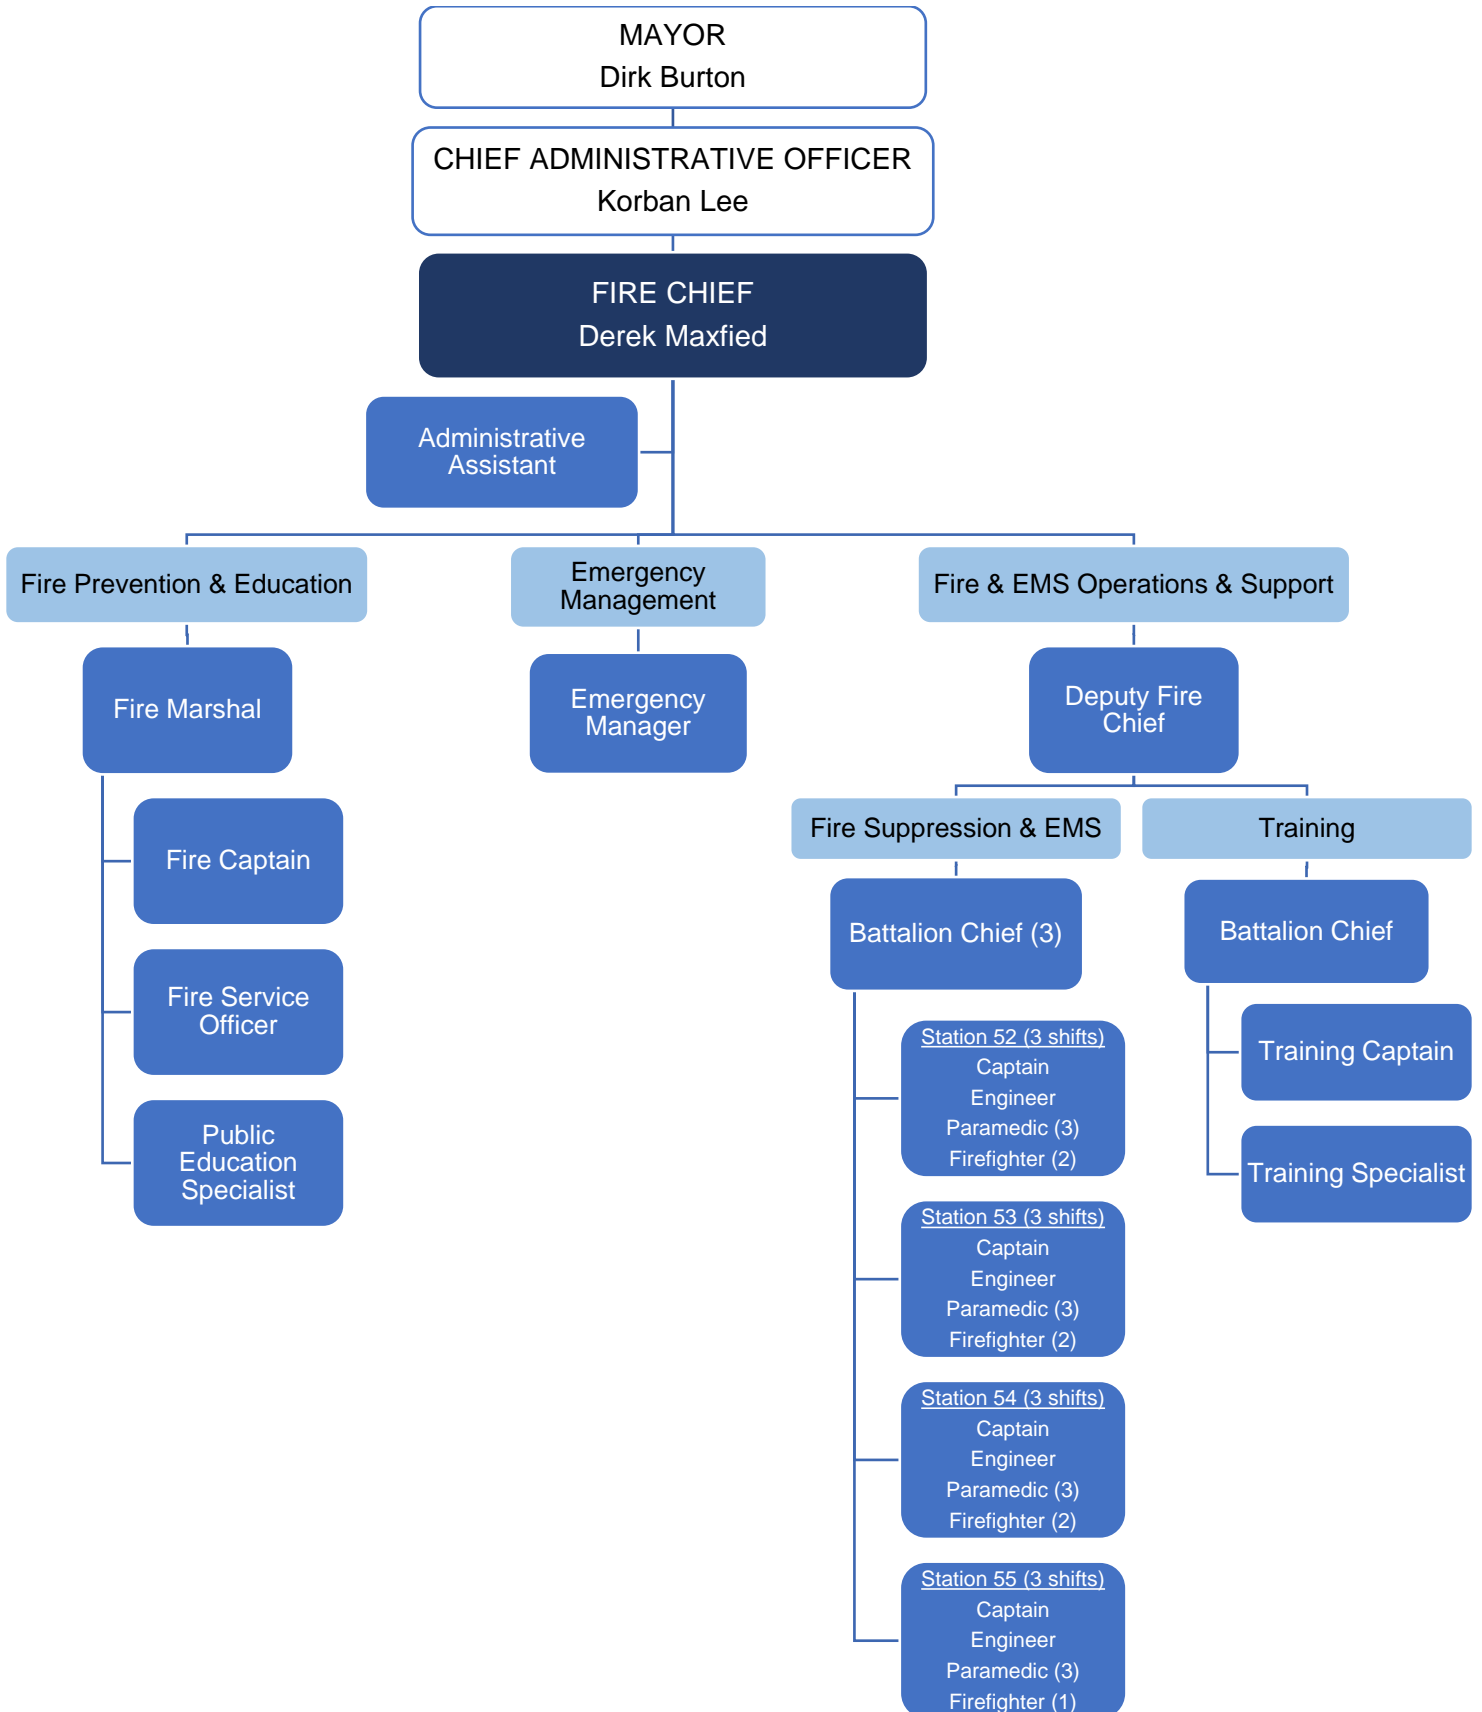 MAYOR
Dirk Burton
CHIEF ADMINISTRATIVE OFFICER
Korban Lee
FIRE CHIEF
Derek Maxfied
Administrative
Assistant
Fire Prevention & Education
Emergency
Management
Fire & EMS Operations & Support
Fire Marshal
Emergency
Manager
Deputy Fire
Chief
Fire Captain
Fire Service
Officer
Public
Education
Specialist
Fire Suppression & EMS
Training
Battalion Chief (3)
Battalion Chief
Station 52 (3 shifts)
Captain
Engineer
Paramedic (3)
Firefighter (2)
Station 53 (3 shifts)
Captain
Engineer
Paramedic (3)
Firefighter (2)
Station 54 (3 shifts)
Captain
Engineer
Paramedic (3)
Firefighter (2)
Station 55 (3 shifts)
Captain
Engineer
Paramedic (3)
Firefighter (1)
Training Captain
Training Specialist